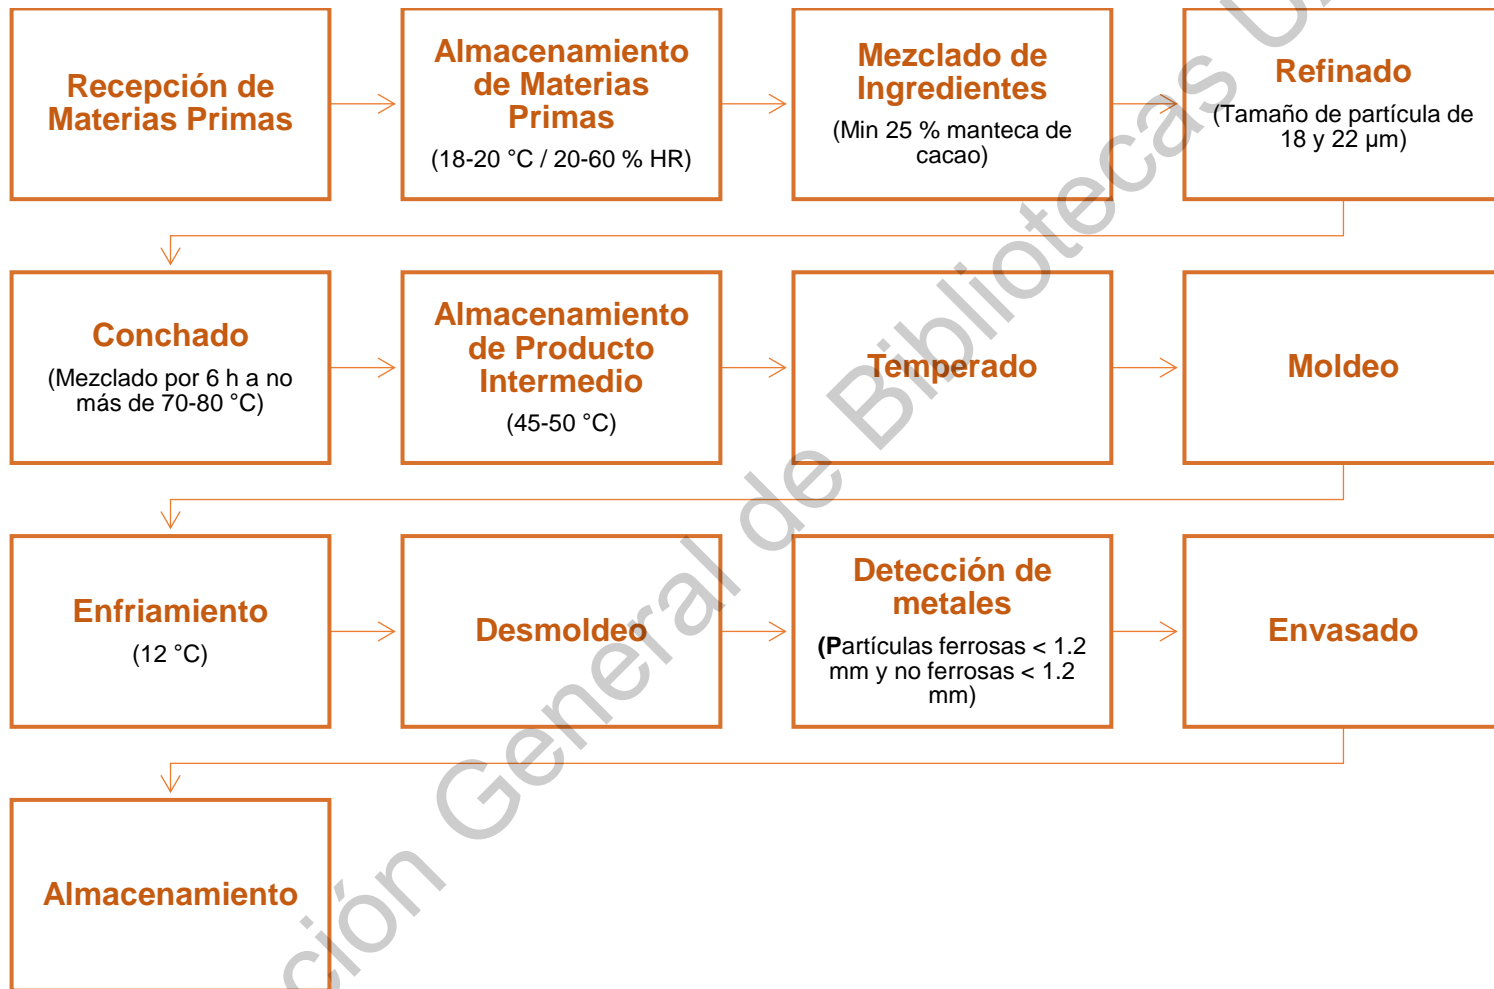 Recepción de
Materias Primas
Almacenamiento
de Materias
Primas
(18-20 °C / 20-60 % HR)
Mezclado de
Ingredientes
(Min 25 % manteca de
cacao)
Refinado
(Tamaño de partícula de
18 y 22 µm)
Conchado
(Mezclado por 6 h a no
más de 70-80 °C)
Almacenamiento
de Producto
Intermedio
(45-50 °C)
Temperado
Moldeo
Enfriamiento
(12 °C)
Desmoldeo
Detección de
metales
(Partículas ferrosas < 1.2
mm y no ferrosas < 1.2
mm)
Envasado
Almacenamiento
ción General de Bibliotecas